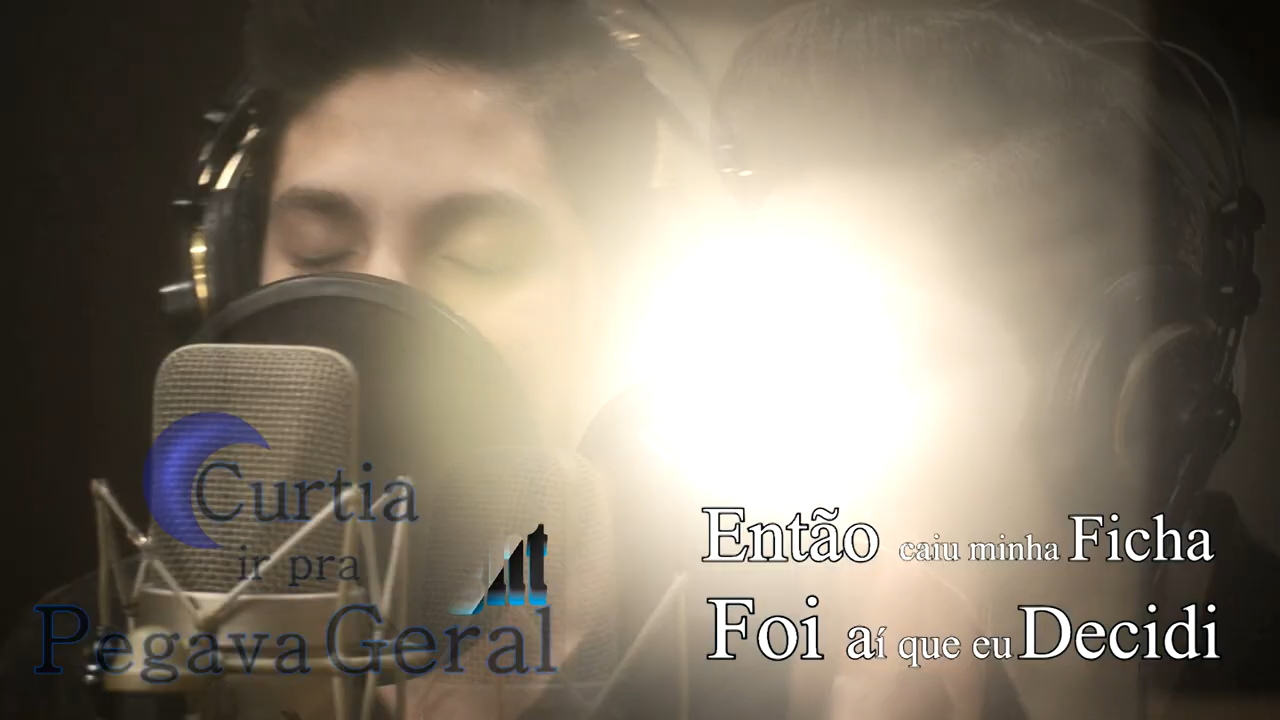 Curtia
ir pra
Pegava Geral
Então caiu minha Ficha
Foi aí que eu Decidi